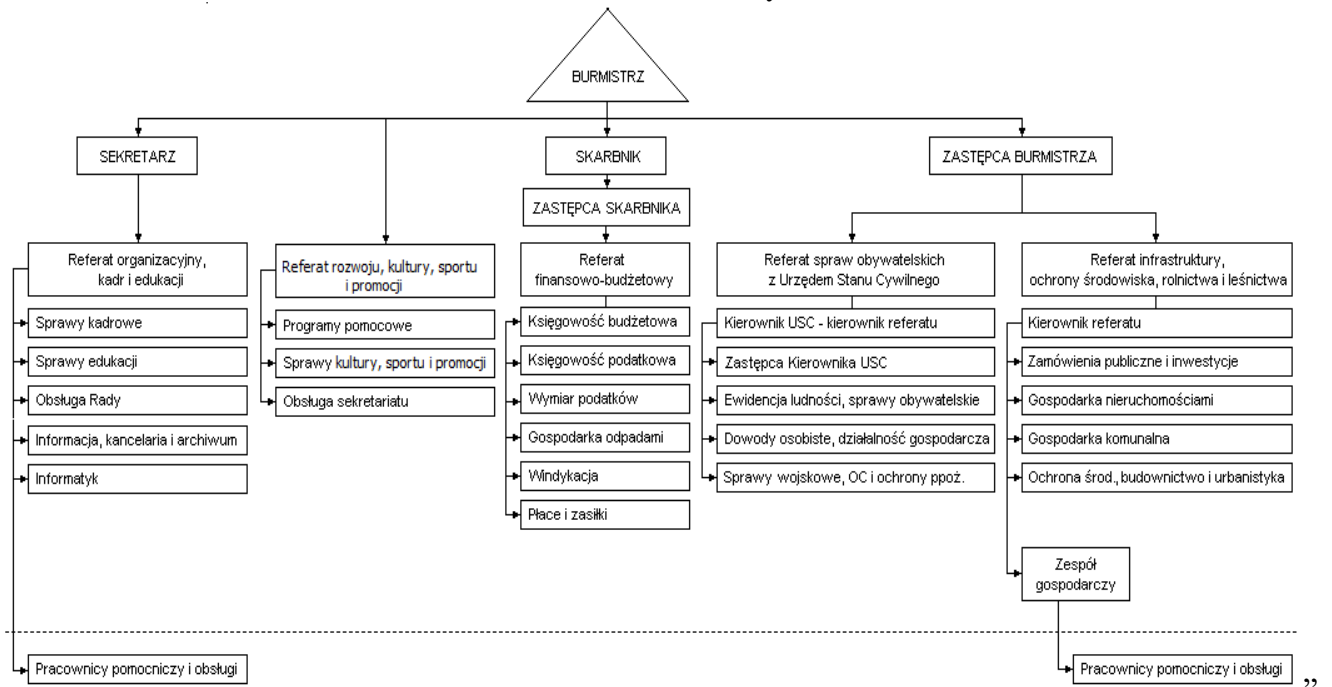 BURMISTRZ
SEKRETARZ
SKARBNIK
ZASTĘPCA BURMISTRZA
ZASTĘPCA SKARBNIKA
Referat organizacyjny,
kadr i edukacji
Sprawy kadrowe
Sprawy edukacji
Obsługa Rady
Informacja, kancelaria i archiwum
Informatyk
Referat rozwoju, kultury, sportu
i promocji
Programy pomocowe
Sprawy kultury, sportu i promocji
Obsługa sekretariatu
Referat
finansowo-budżetowy
Księgowość budżetowa
Księgowość podatkowa
Wymiar podatków
Gospodarka odpadami
Windykacja
Płace i zasiłki
Referat spraw obywatelskich
z Urzędem Stanu Cywilnego
Kierownik USC - kierownik referatu
Zastępca Kierownika USC
Ewidencja ludności, sprawy obywatelskie
Dowody osobiste, działalność gospodarcza
Sprawy wojskowe, OC i ochrony ppoż.
Referat infrastruktury,
ochrony środowiska, rolnictwa i leśnictwa
Kierownik referatu
Zamówienia publiczne i inwestycje
Gospodarka nieruchomościami
Gospodarka komunalna
Ochrona środ., budownictwo i urbanistyka
Zespół
gospodarczy
Pracownicy pomocniczy i obsługi
Pracownicy pomocniczy i obsługi
”